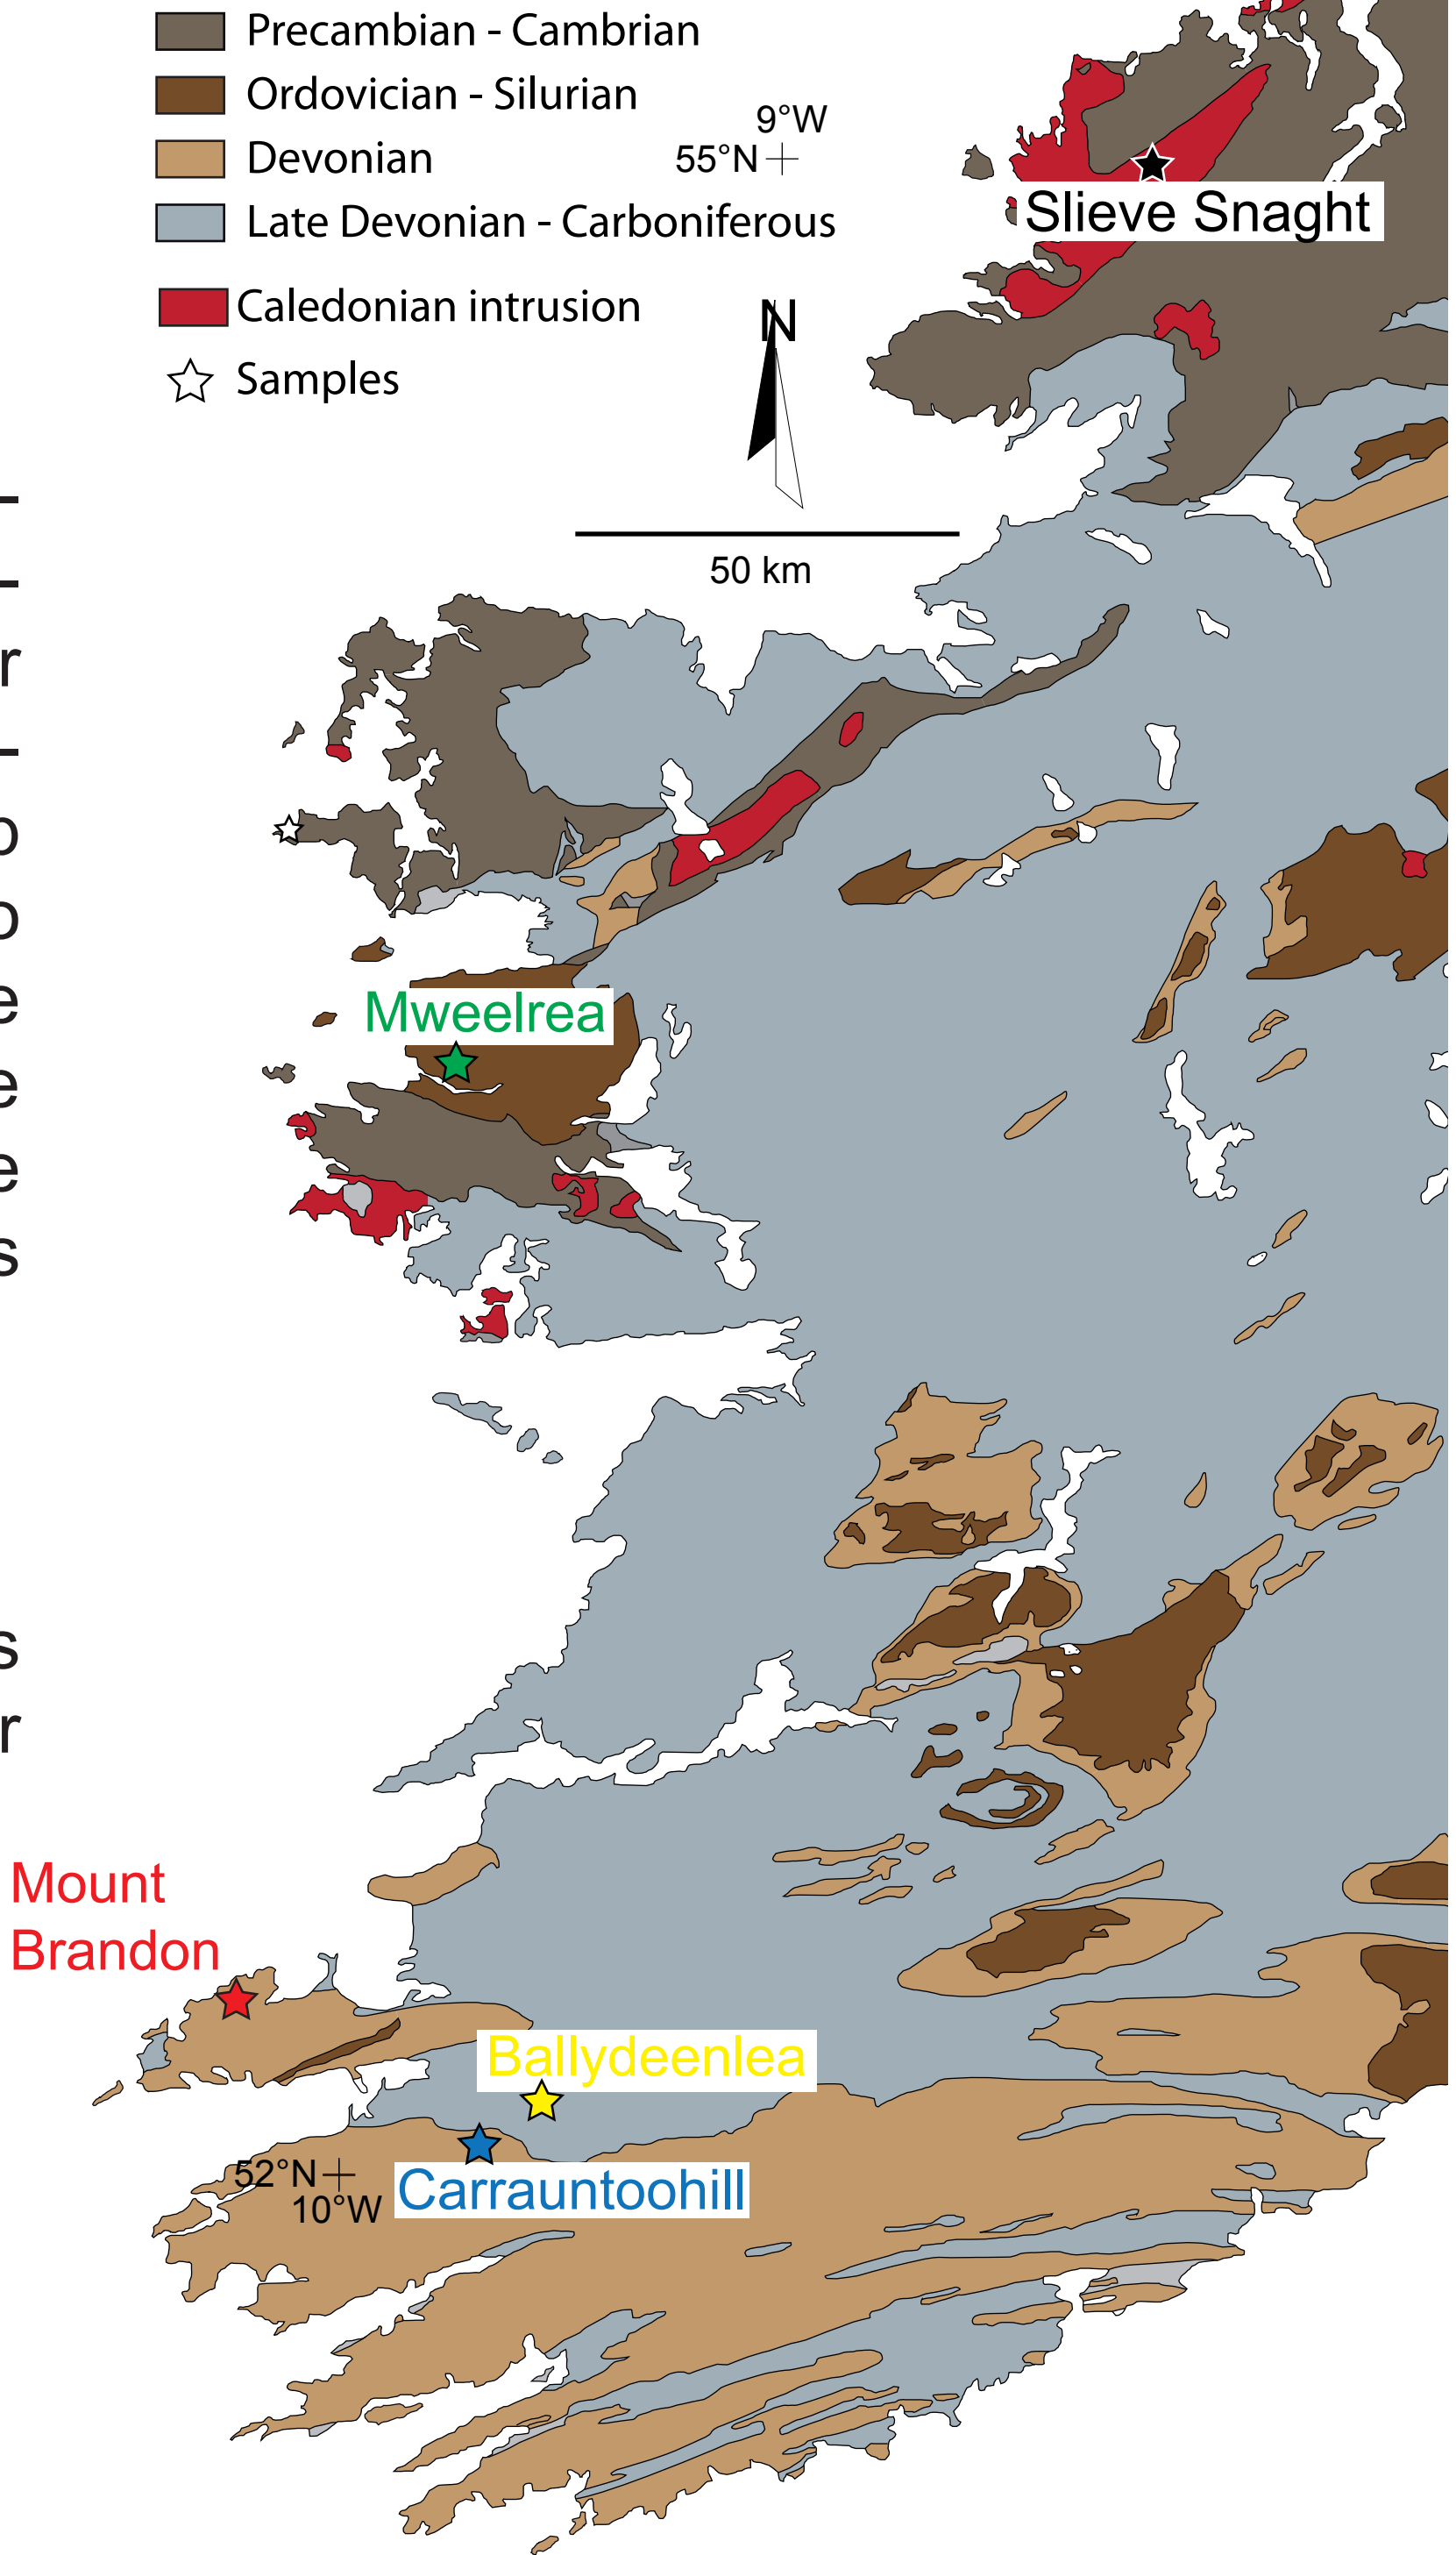 Precambian - Cambrian
Ordovician - Silurian
Devonian
Late Devonian - Carboniferous
Caledonian intrusion
Samples
9°W
55°N
N
50 km
Slieve Snaght
-
-
r
-
o
o
e
e
e
s
Mweelrea
s
r
Mount
Brandon
Ballydeenlea
52°N
10°W
Carrauntoohill